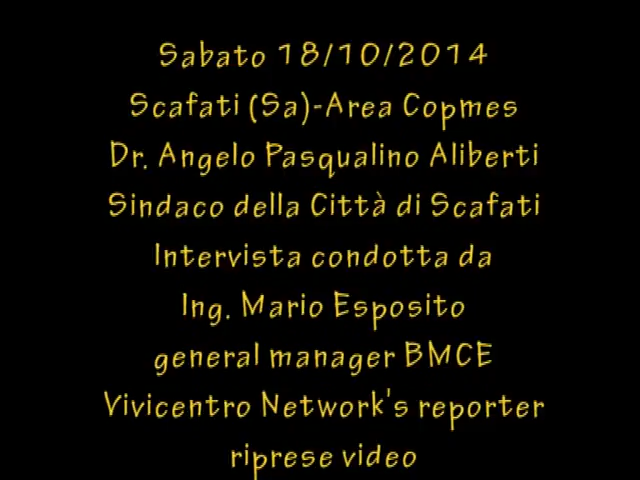 Sabato 18/10/2014
Scafati (Sa)-Area Copmes
Dr. Angelo Pasqualino Aliberti
Sindaco della Città di Scafati
Intervista condotta da
Ing. Mario Esposito
general manager BMCE
Vivicentro Network's reporter
riprese video